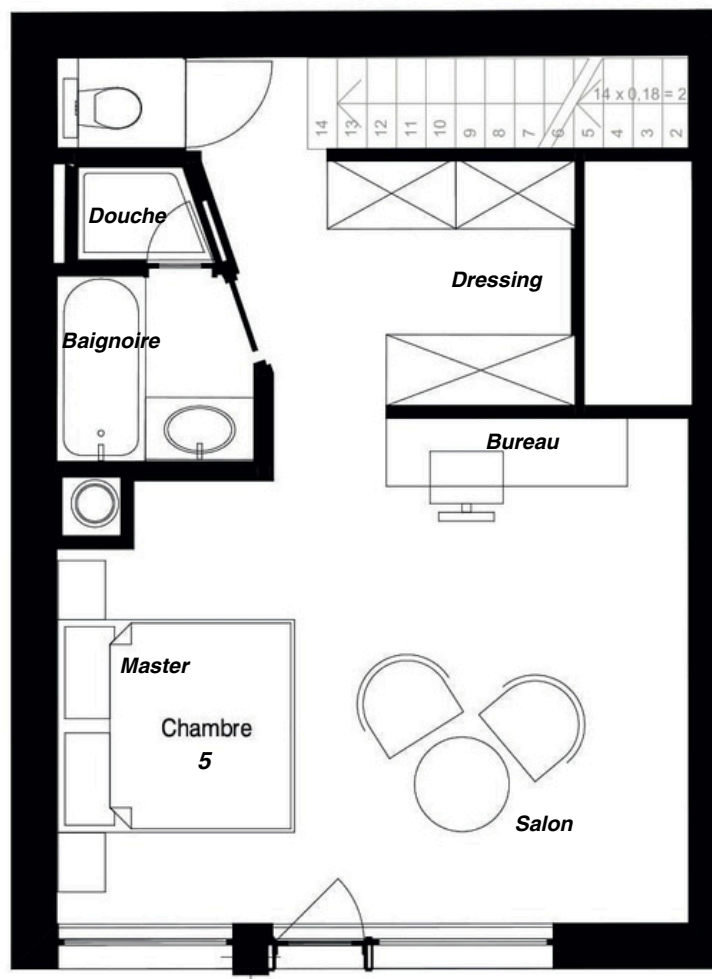 14 x 0,18 = 2
14 13 12 11 10 9 8 7 6 5 4 3 2
Douche
Dressing
Baignoire
Bureau
Master
Chambre
5
Salon